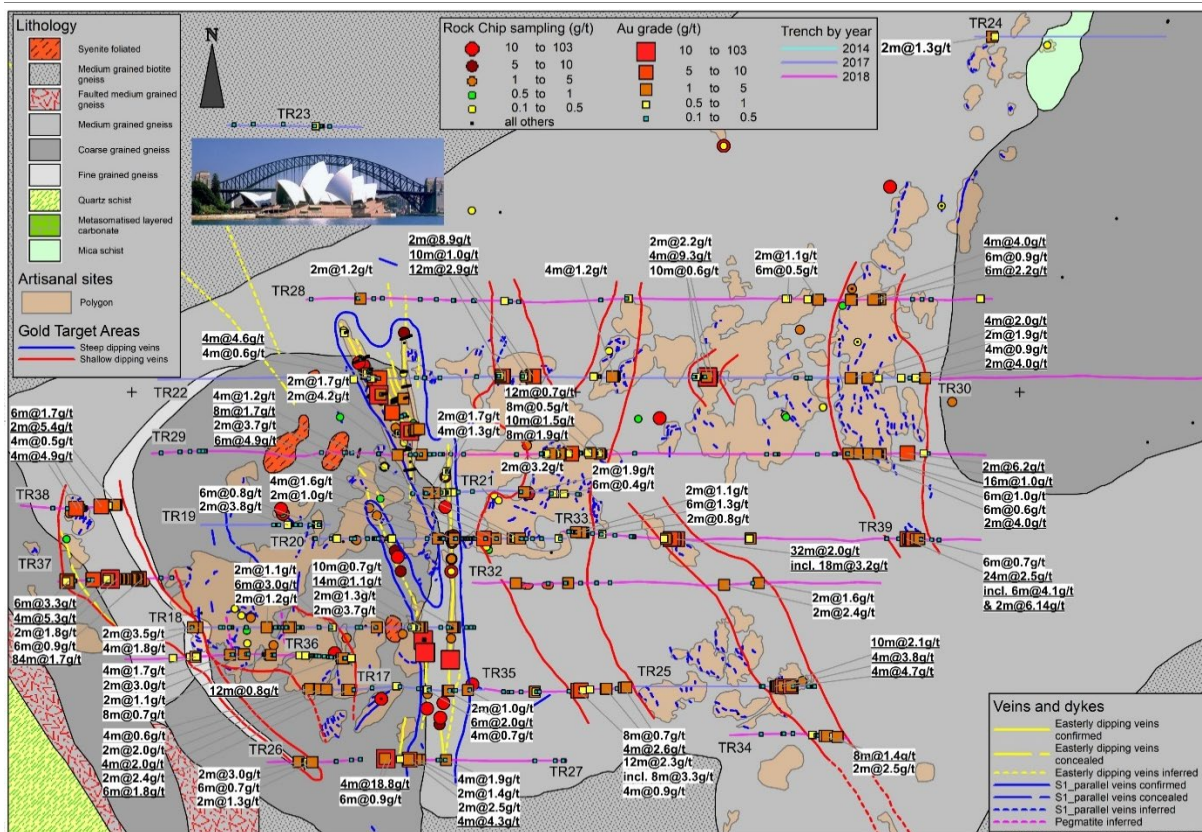 Lithology
Syenite foliated
Medium grained biotite
gneiss
Faulted medium grained
gneiss
Medium grained gneiss
Coarse grained gneiss
Fine grained gneiss
Quartz schist
Metasomatised layered
carbonate
Mica schist
Artisanal sites
Polygon
Gold Target Areas
Steep dipping veins
Shallow dipping veins
N
Rock Chip sampling (g/t)
10 to 103
5 to 10
1 to 5
0.5 to 1
0.1 to 0.5
all others
Au grade (g/t)
10 to 103
5 to 10
1 to 5
0.5 to 1
0.1 to 0.5
Trench by year
2014
2017
2018
TR24
2m@1.3g/t
TR23
2m@8.9g/t
10m@1.0g/t
12m@2.9g/t
2m@1.2g/t
4m@1.2g/t
2m@2.2g/t
4m@9.3g/t
10m@0.6g/t
2m@1.1g/t
6m@0.5g/t
4m@4.0g/t
6m@0.9g/t
6m@2.2g/t
TR28
4m@4.6g/t
4m@0.6g/t
4m@2.0g/t
2m@1.9g/t
4m@0.9g/t
2m@4.0g/t
TR22
TR30
2m@1.7g/t
2m@4.2g/t
4m@1.2g/t
8m@1.7g/t
2m@3.7g/t
6m@4.9g/t
12m@0.7g/t
8m@0.5g/t
10m@1.5g/t
8m@1.9g/t
2m@1.7g/t
4m@1.3g/t
6m@1.7g/t
2m@5.4g/t
4m@0.5g/t
4m@4.9g/t
TR29
2m@3.2g/t
2m@1.9g/t
6m@0.4g/t
2m@6.2g/t
16m@1.0g/t
6m@1.0g/t
6m@0.6g/t
2m@4.0g/t
4m@1.6g/t
2m@1.0g/t
TR21
6m@0.8g/t
2m@3.8g/t
2m@1.1g/t
6m@1.3g/t
2m@0.8g/t
TR38
TR19
TR20
TR33
TR39
32m@2.0g/t
incl. 18m@3.2g/t
6m@0.7g/t
24m@2.5g/t
incl. 6m@4.1g/t
& 2m@6.14g/t
TR37
TR32
2m@1.1g/t
6m@3.0g/t
2m@1.2g/t
10m@0.7g/t
14m@1.1g/t
2m@1.3g/t
2m@3.7g/t
2m@1.6g/t
2m@2.4g/t
6m@3.3g/t
4m@5.3g/t
2m@1.8g/t
6m@0.9g/t
84m@1.7g/t
TR18
2m@3.5g/t
4m@1.8g/t
TR36
10m@2.1g/t
4m@3.8g/t
4m@4.7g/t
4m@1.7g/t
2m@3.0g/t
2m@1.1g/t
8m@0.7g/t
12m@0.8g/t
TR17
TR35
TR25
2m@1.0g/t
6m@2.0g/t
4m@0.7g/t
4m@0.6g/t
2m@2.0g/t
4m@2.0g/t
2m@2.4g/t
6m@1.8g/t
TR26
8m@0.7g/t
4m@2.6g/t
12m@2.3g/t
incl. 8m@3.3g/t
4m@0.9g/t
TR34
8m@1.4g/t
2m@2.5g/t
2m@3.0g/t
6m@0.7g/t
2m@1.3g/t
4m@18.8g/t
6m@0.9g/t
TR27
4m@1.9g/t
2m@1.4g/t
2m@2.5g/t
4m@4.3g/t
Veins and dykes
Easterly dipping veins
confirmed
Easterly dipping veins
concealed
Easterly dipping veins
inferred
S1_parallel veins confirmed
S1_parallel veins concealed
S1_parallel veins inferred
Pegmatite inferred